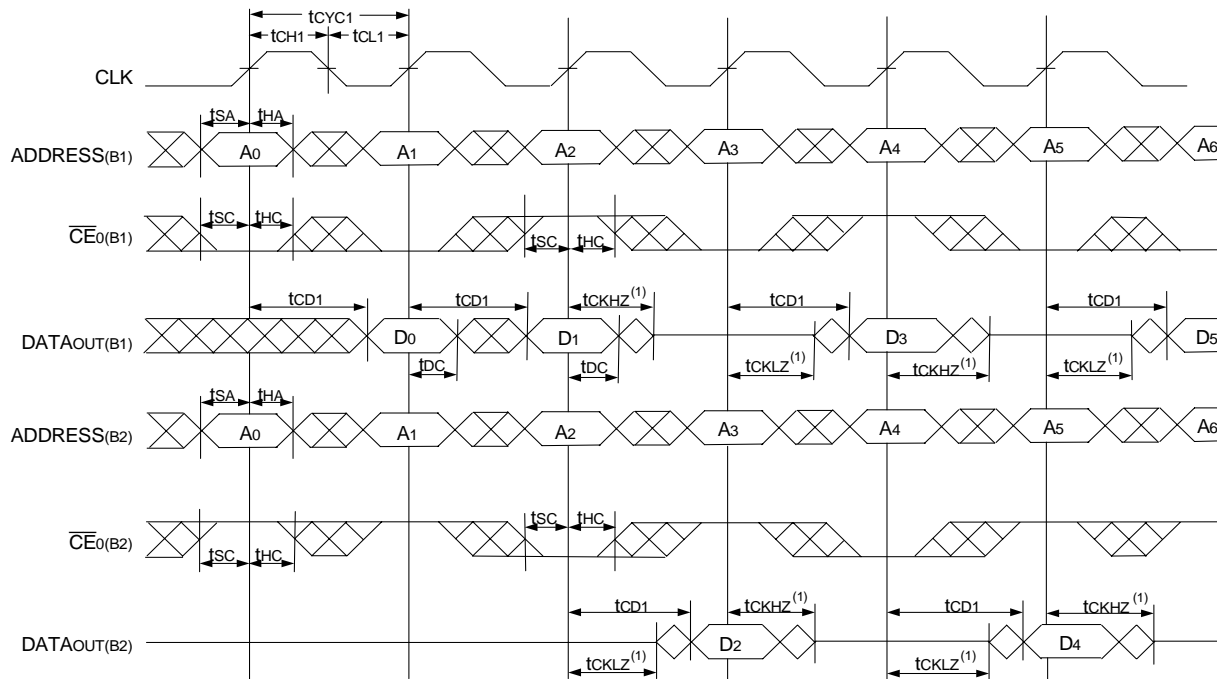 tCYC1
tCH1 tCL1
CLK
tSA tHA
ADDRESS(B1) A0 A1 A2 A3 A4 A5 A6
tSC tHC
CE0(B1)
tSC tHC
tCD1 tCD1 tCKHZ(1) tCD1 tCD1
DATAOUT(B1) D0 D1 D3 D5
tDC tDC tCKLZ(1) tCKHZ(1) tCKLZ(1)
tSA tHA
ADDRESS(B2) A0 A1 A2 A3 A4 A5 A6
tSC tHC
CE0(B2)
tSC tHC
tCD1 tCKHZ(1) tCD1 tCKHZ(1)
DATAOUT(B2) D2 D4
tCKLZ(1) tCKLZ(1)